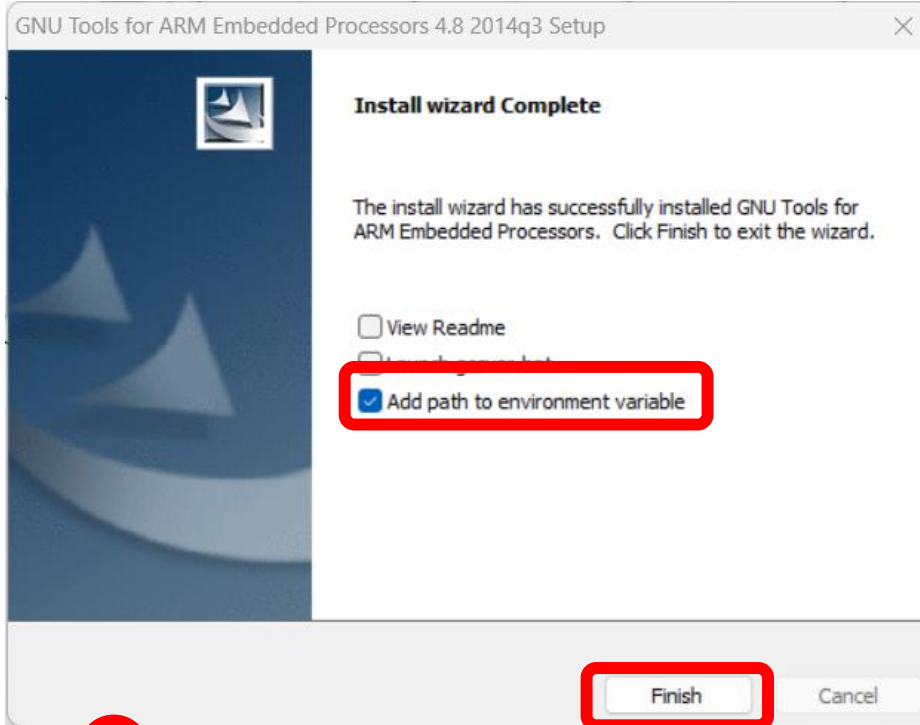 GNU Tools for ARM Embedded Processors 4.8 2014q3 Setup
Install wizard Complete
The install wizard has successfully installed GNU Tools for
ARM Embedded Processors. Click Finish to exit the wizard.
View Readme
Add path to environment variable
Finish
Cancel